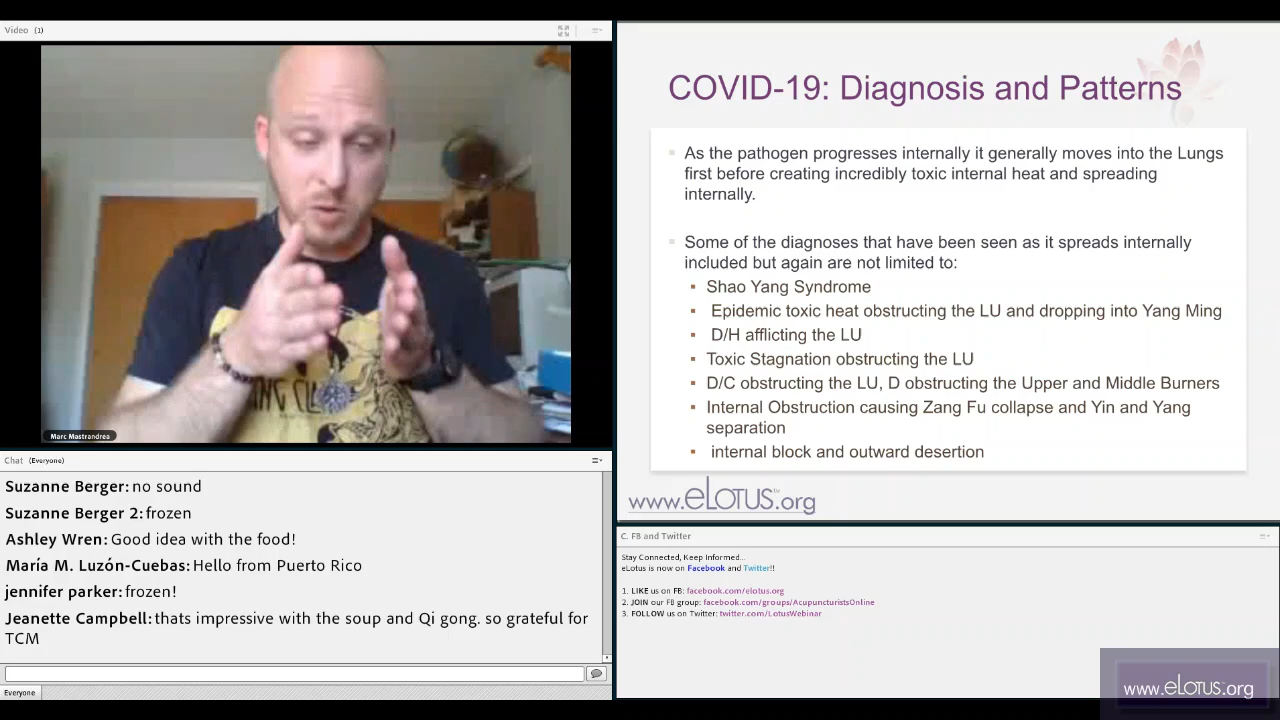 Video (1)
Marc Mastrandrea
Chat (Everyone)
Suzanne Berger: no sound
Suzanne Berger 2: frozen
Ashley Wren: Good idea with the food!
María M. Luzón-Cuebas: Hello from Puerto Rico
jennifer parker: frozen!
Jeanette Campbell: thats impressive with the soup and Qi gong. so grateful for
TCM
Everyone
COVID-19: Diagnosis and Patterns
As the pathogen progresses internally it generally moves into the Lungs
first before creating incredibly toxic internal heat and spreading
internally.
Some of the diagnoses that have been seen as it spreads internally
included but again are not limited to:
Shao Yang Syndrome
Epidemic toxic heat obstructing the LU and dropping into Yang Ming
D/H afflicting the LU
Toxic Stagnation obstructing the LU
D/C obstructing the LU, D obstructing the Upper and Middle Burners
Internal Obstruction causing Zang Fu collapse and Yin and Yang
separation
internal block and outward desertion
www.eLOTUS.org
C. FB and Twitter
Stay Connected, Keep Informed...
eLotus is now on Facebook and Twitter!!
1. LIKE us on FB: facebook.com/elotus.org
2. JOIN our FB group: facebook.com/groups/AcupuncturistsOnline
3. FOLLOW us on Twitter: twitter.com/LotusWebinar
www.eLOTUS.org